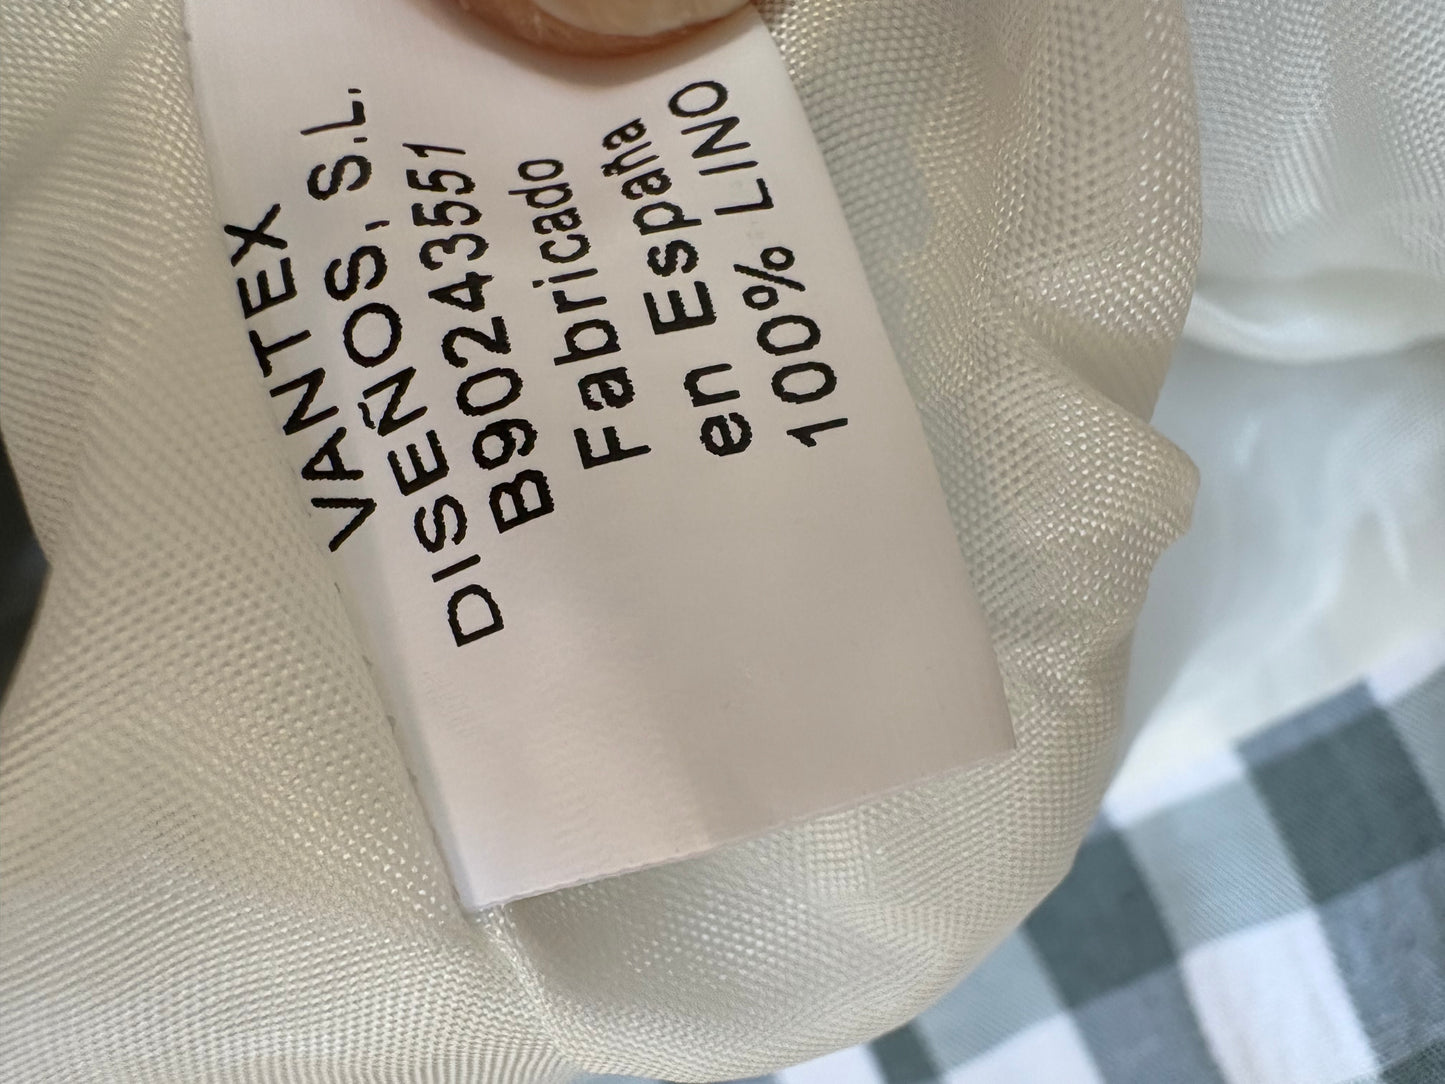 VANTEX
DISEÑOS, S.L.
B90243551
Fabricado
en España
100% LINO